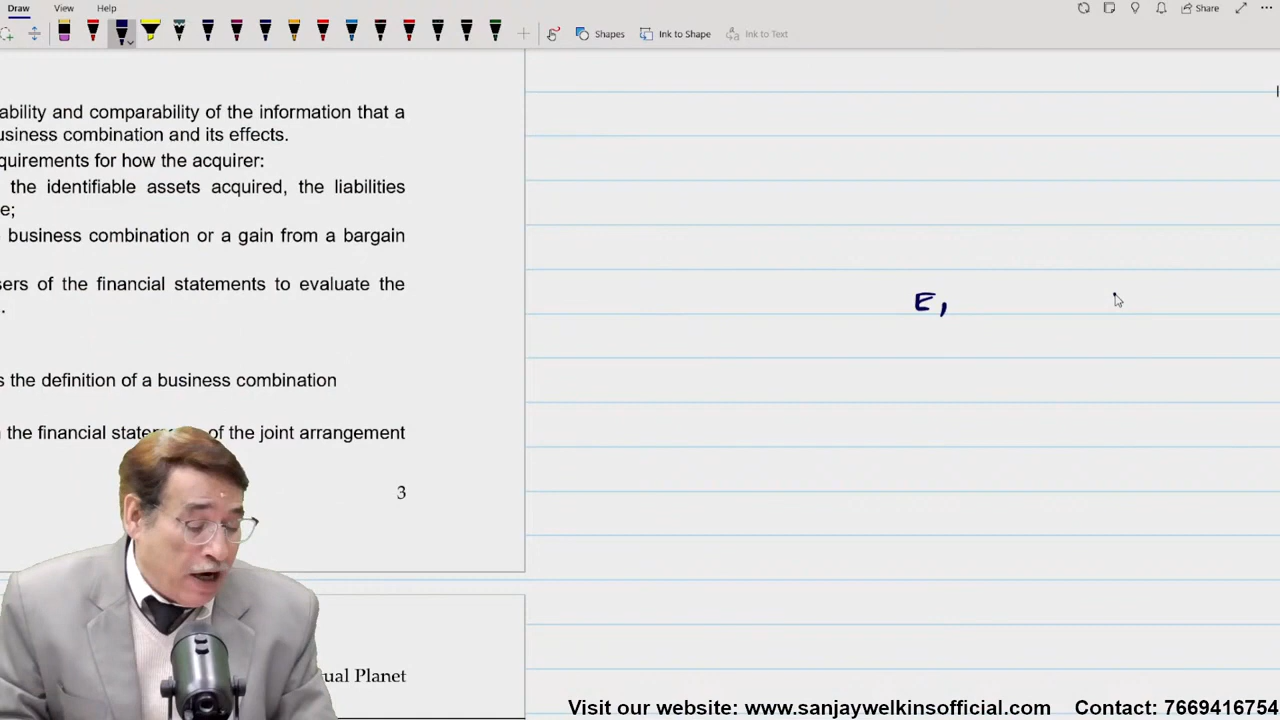 Draw View Help Share
Shapes Ink to Shape Ink to Text
ability and comparability of the information that a
usiness combination and its effects.
quirements for how the acquirer:
the identifiable assets acquired, the liabilities
e;
business combination or a gain from a bargain
sers of the financial statements to evaluate the
.
E,
s the definition of a business combination
the financial of the joint arrangement
3
ual Planet
Visit our website: www.sanjaywelkinsofficial.com Contact: 7669416754